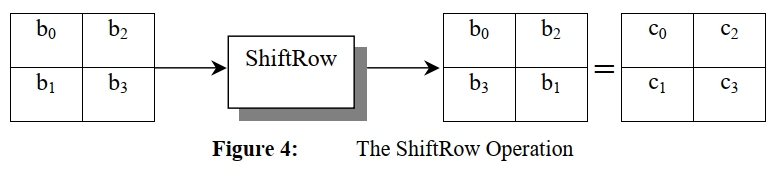 b₀ b₂ ShiftRow b₀ b₂ = c₀ c₂
b₁ b₃ b₃ b₁ c₁ c₃
Figure 4: The ShiftRow Operation